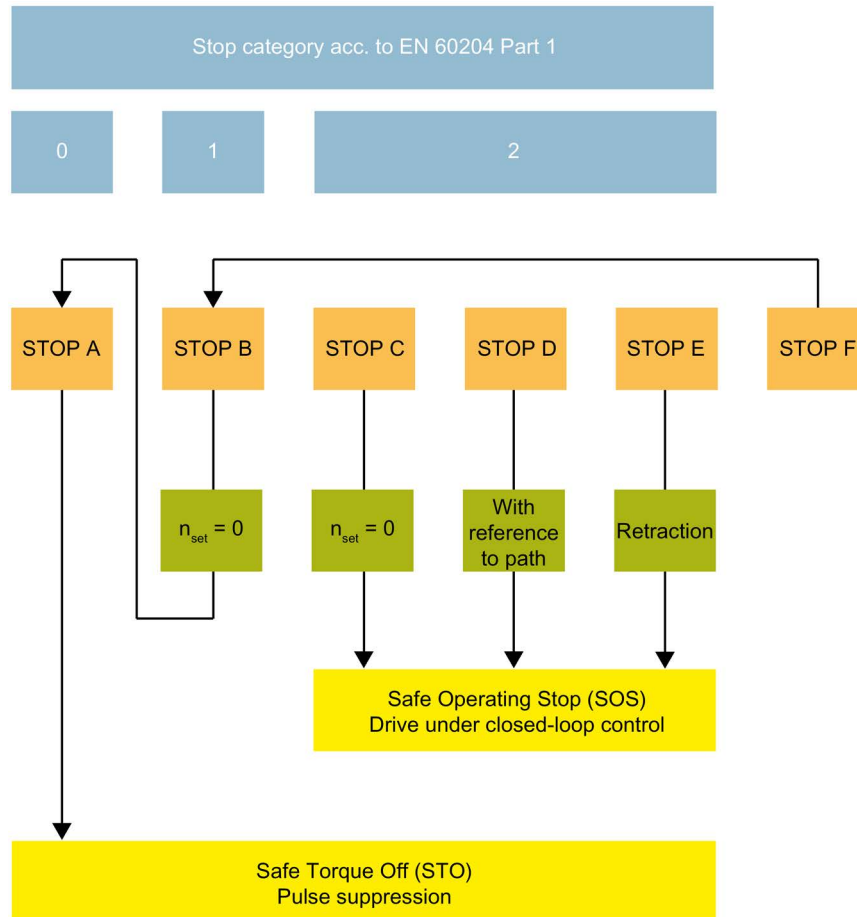 Stop category acc. to EN 60204 Part 1
0
1
2
STOP A
STOP B
STOP C
STOP D
STOP E
STOP F
nset = 0
nset = 0
With
reference
to path
Retraction
Safe Operating Stop (SOS)
Drive under closed-loop control
Safe Torque Off (STO)
Pulse suppression